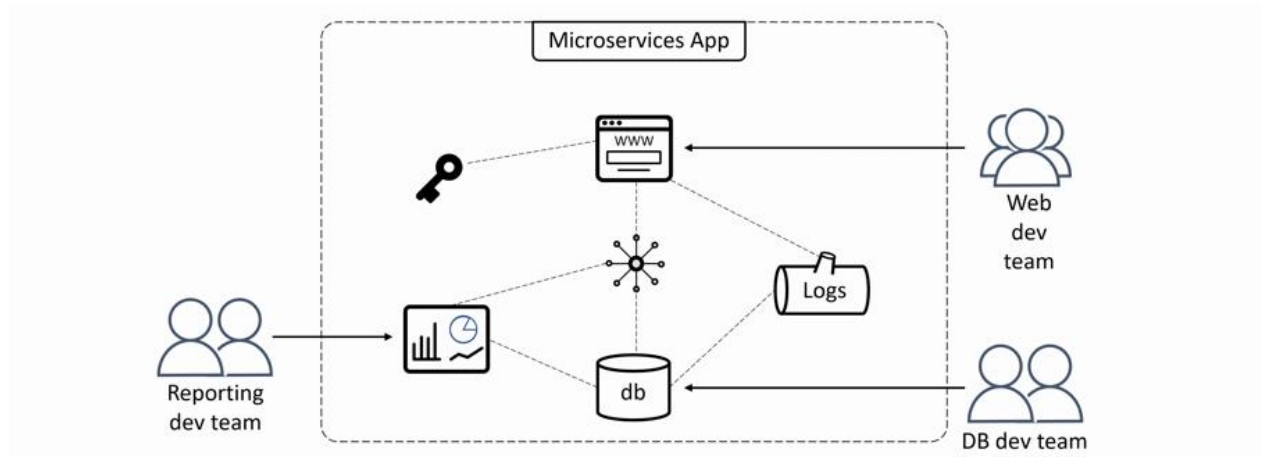 Microservices App
WWW
Web
dev
team
Logs
Reporting
dev team
db
DB dev team